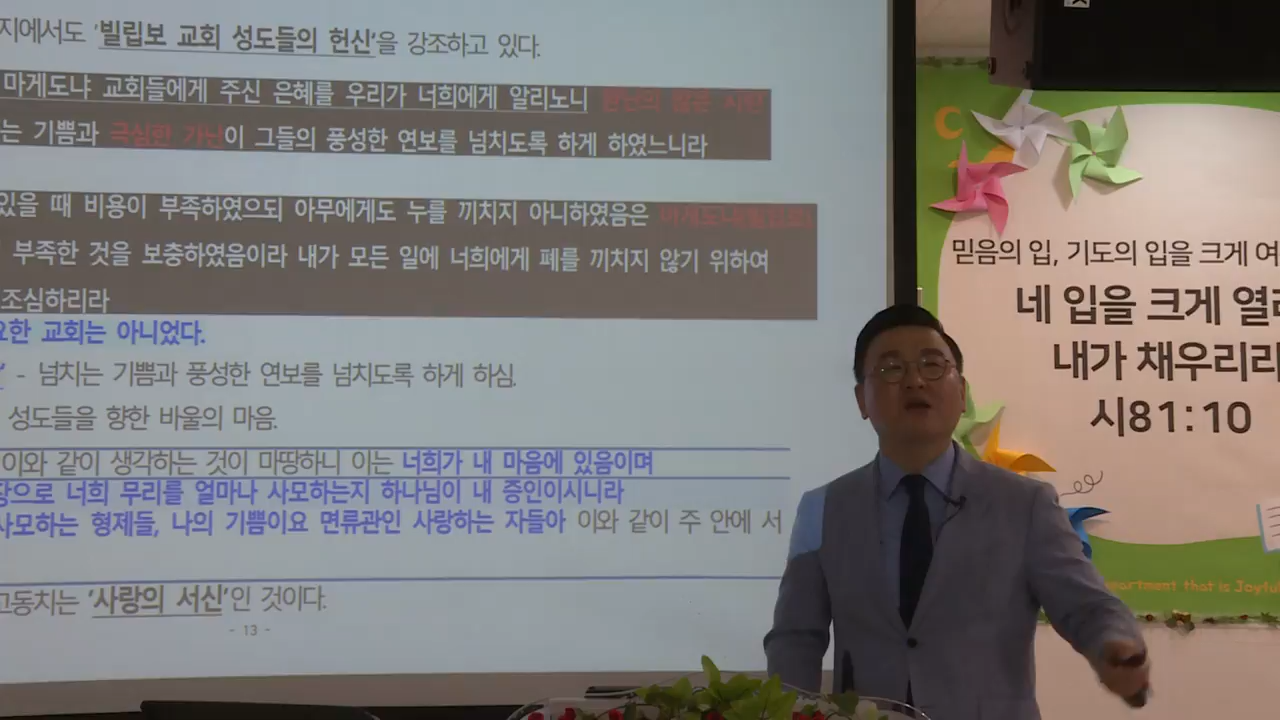 지에서도 '빌립보 교회 성도들의 헌신'을 강조하고 있다.
마게도냐 교회들에게 주신 은혜를 우리가 너희에게 알리노니 환난의 많은 시련
는 기쁨과 극심한 가난이 그들의 풍성한 연보를 넘치도록 하게 하였느니라
있을 때 비용이 부족하였으되 아무에게도 누를 끼치지 아니하였음은
부족한 것을 보충하였음이라 내가 모든 일에 너희에게 폐를 끼치지 않기 위하여
조심하리라
요한 교회는 아니었다.
' - 넘치는 기쁨과 풍성한 연보를 넘치도록 하게 하심.
성도들을 향한 바울의 마음.
이와 같이 생각하는 것이 마땅하니 이는 너희가 내 마음에 있음이며
장으로 너희 무리를 얼마나 사모하는지 하나님이 내 증인이시니라
사모하는 형제들, 나의 기쁨이요 면류관인 사랑하는 자들아 이와 같이 주 안에 서
고동치는 '사랑의 서신'인 것이다.
- 13 -
믿음의 입, 기도의 입을 크게 여
네 입을 크게 열라
내가 채우리라
시81:10
partment that is Joyful